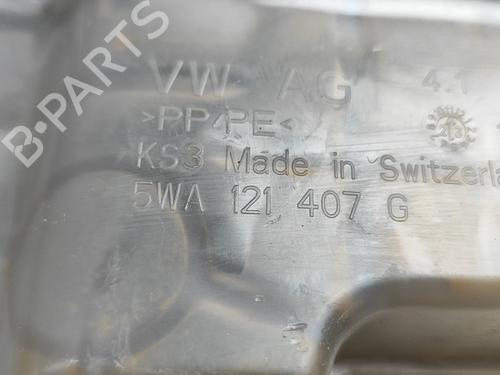 VW AG 4.1
>PP/PE<
KS3 Made in Switzerla
5WA 121 407 G
B-PARTS